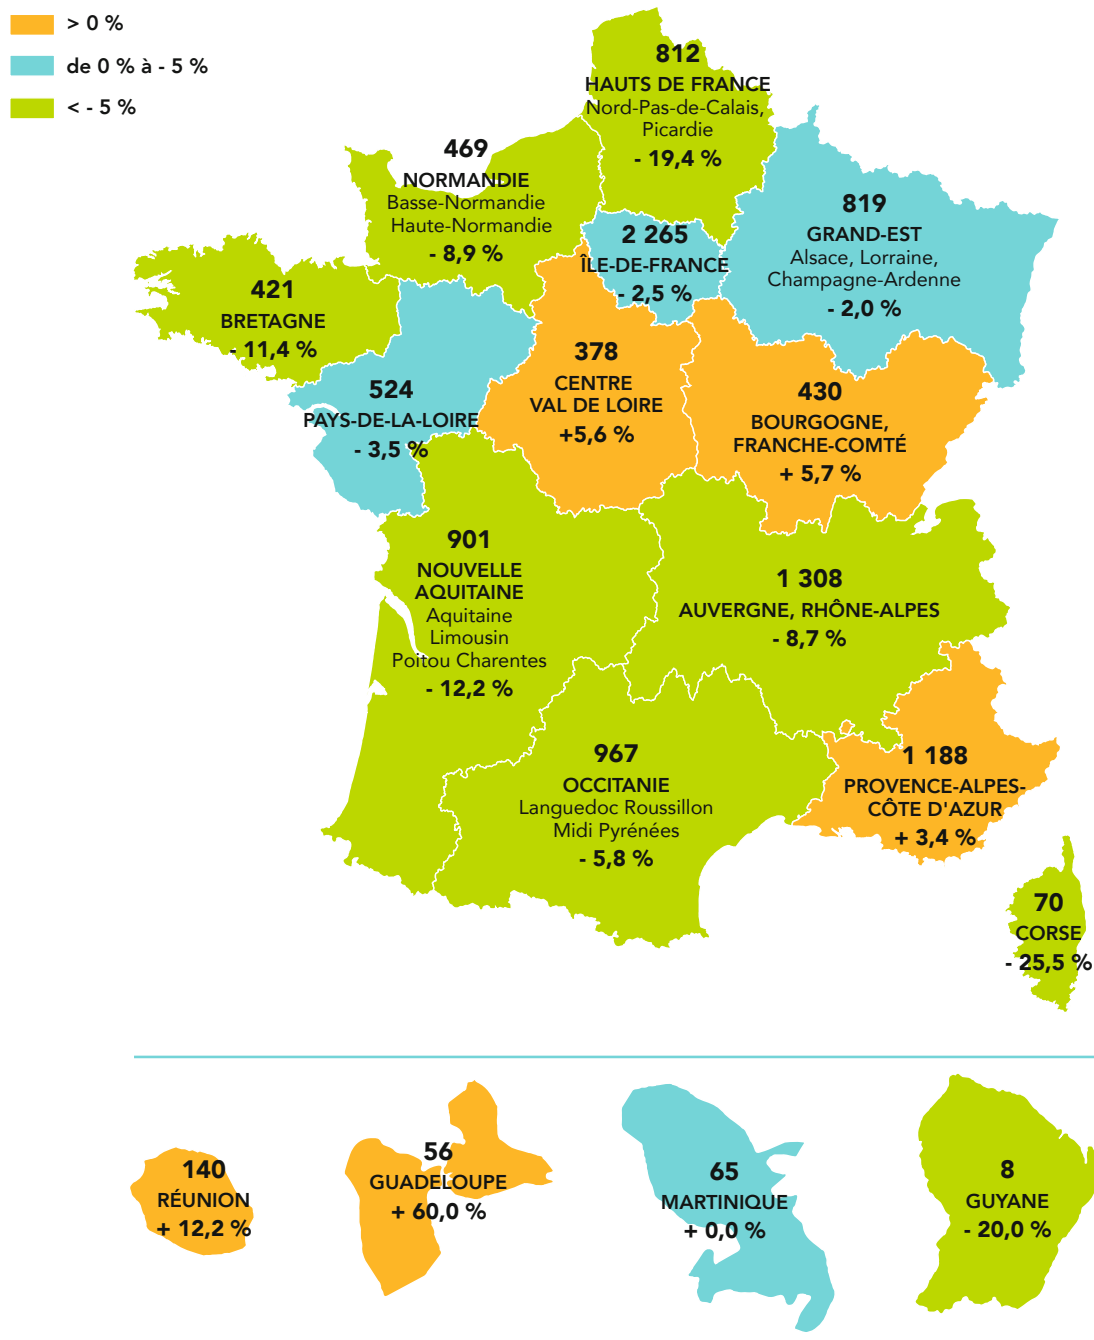 > 0 %
de 0 % à - 5 %
< - 5 %
812
HAUTS DE FRANCE
Nord-Pas-de-Calais,
Picardie
- 19,4 %
469
NORMANDIE
Basse-Normandie
Haute-Normandie
- 8,9 %
819
GRAND-EST
Alsace, Lorraine,
Champagne-Ardenne
- 2,0 %
2 265
ÎLE-DE-FRANCE
- 2,5 %
421
BRETAGNE
- 11,4 %
378
CENTRE
VAL DE LOIRE
+5,6 %
524
PAYS-DE-LA-LOIRE
- 3,5 %
430
BOURGOGNE,
FRANCHE-COMTÉ
+ 5,7 %
901
NOUVELLE
AQUITAINE
Aquitaine
Limousin
Poitou Charentes
- 12,2 %
1 308
AUVERGNE, RHÔNE-ALPES
- 8,7 %
967
OCCITANIE
Languedoc Roussillon
Midi Pyrénées
- 5,8 %
1 188
PROVENCE-ALPES-
CÔTE D'AZUR
+ 3,4 %
70
CORSE
- 25,5 %
140
RÉUNION
+ 12,2 %
56
GUADELOUPE
+ 60,0 %
65
MARTINIQUE
+ 0,0 %
8
GUYANE
- 20,0 %